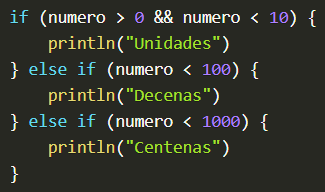 if (numero > 0 && numero < 10) {
    println("Unidades")
} else if (numero < 100) {
    println("Decenas")
} else if (numero < 1000) {
    println("Centenas")
}